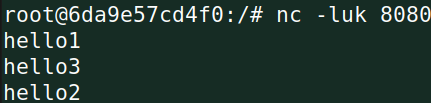 root@6da9e57cd4f0:/# nc -luk 8080
hello1
hello3
hello2